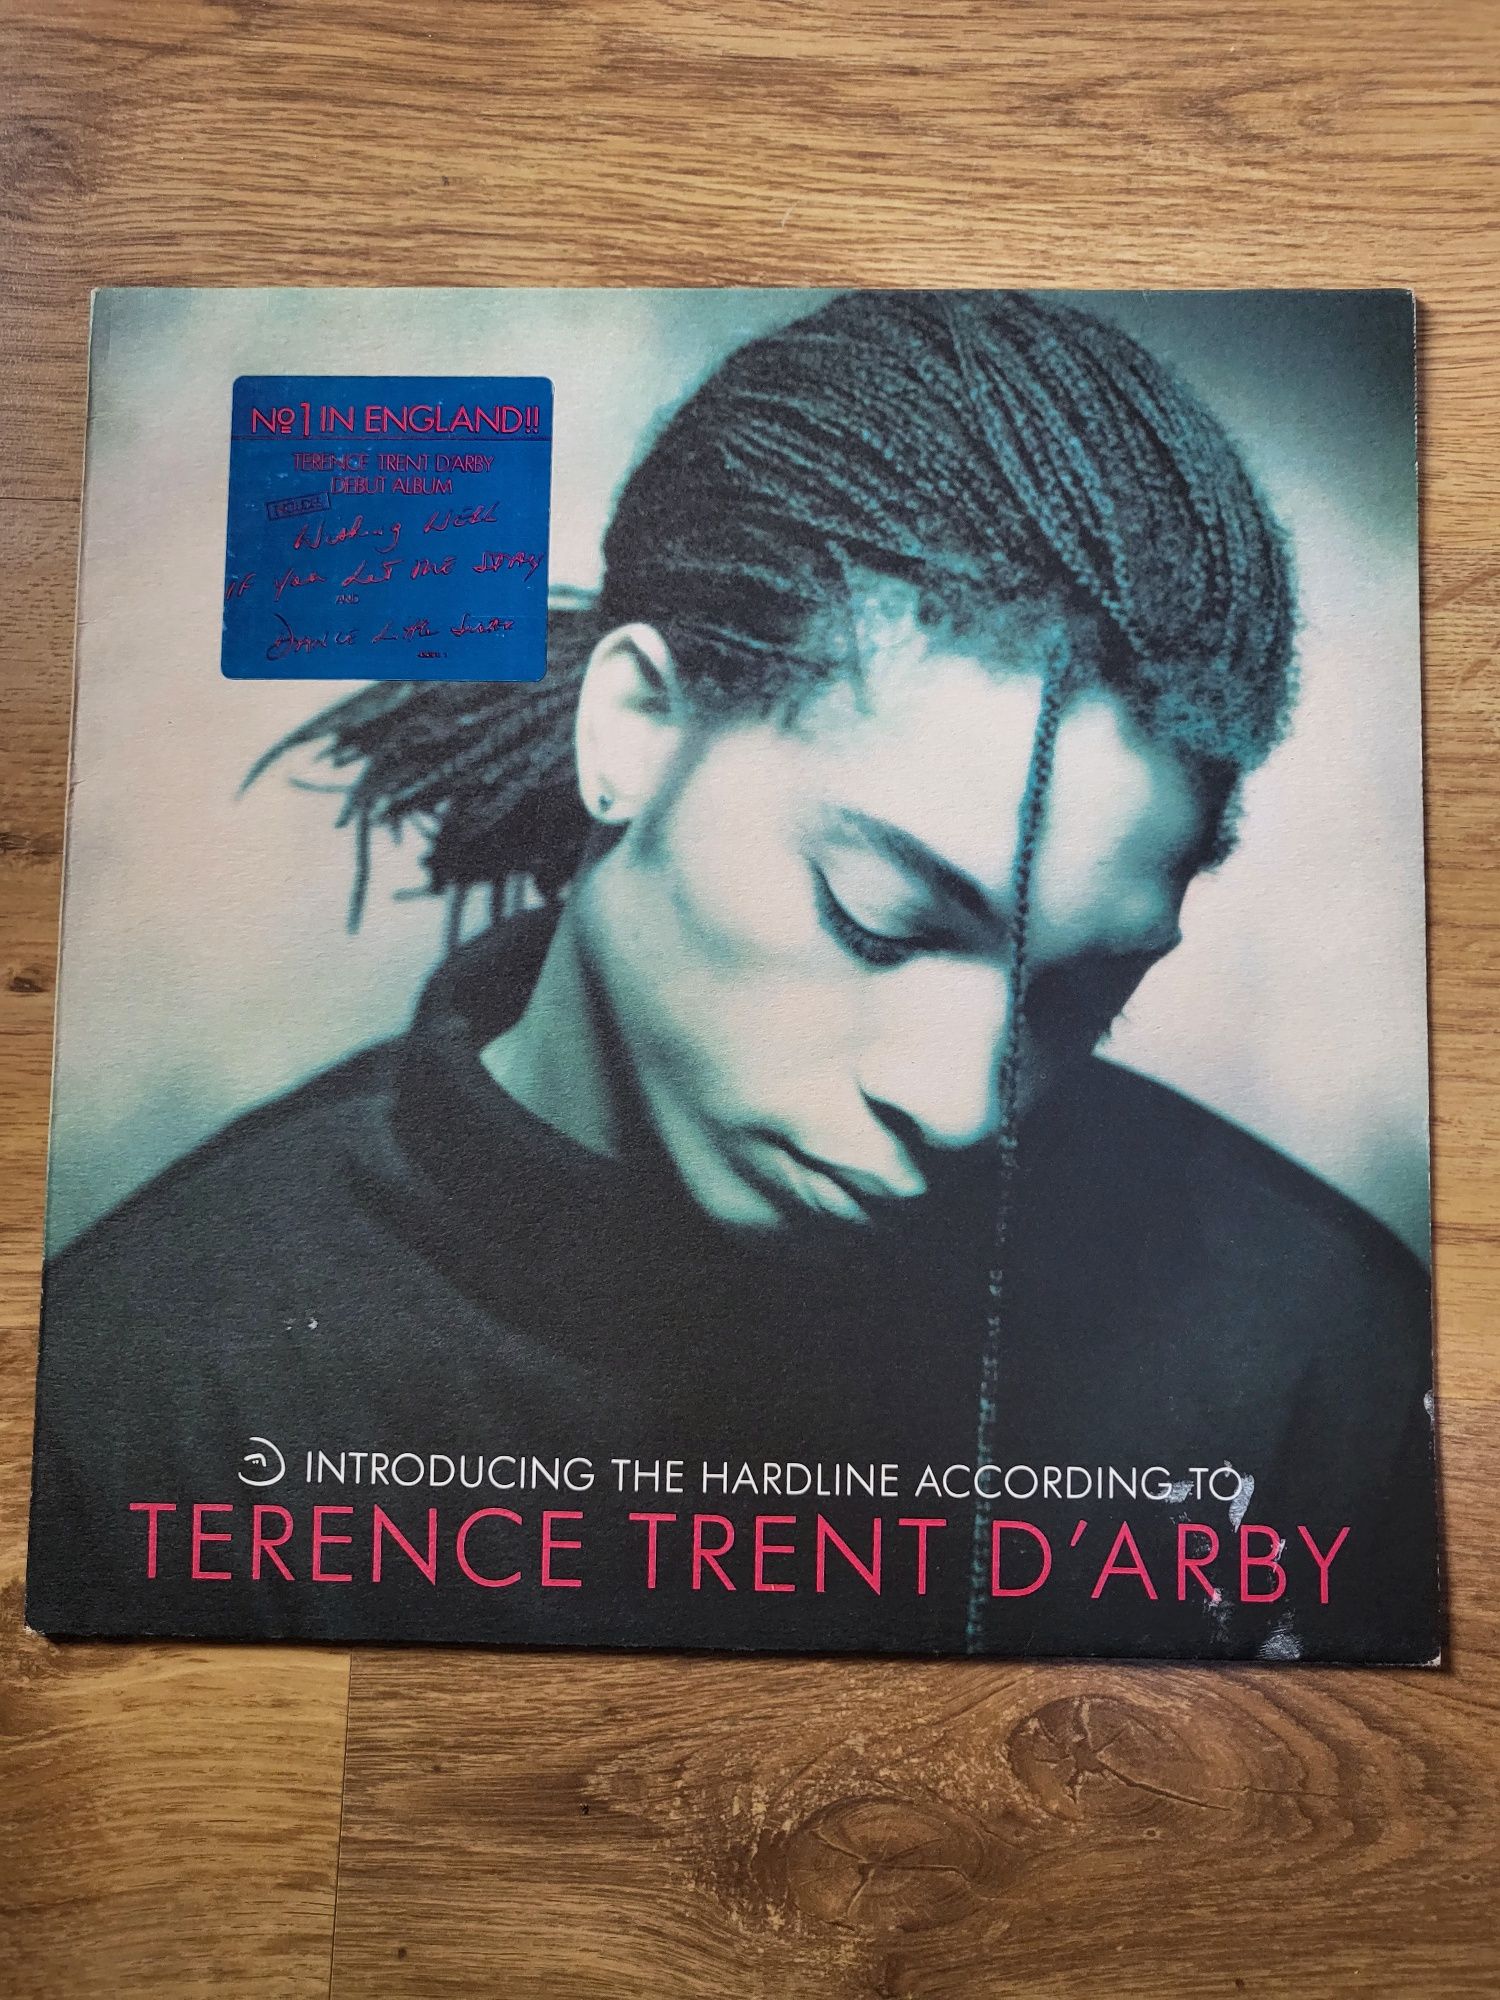 Nº1 IN ENGLAND!!
TERENCE TRENT D'ARBY
DEBUT ALBUM
INCLUDES
Wishing Well
IF You Let ME STAY
AND
DANCE Little Sister
INTRODUCING THE HARDLINE ACCORDING TO
TERENCE TRENT D'ARBY